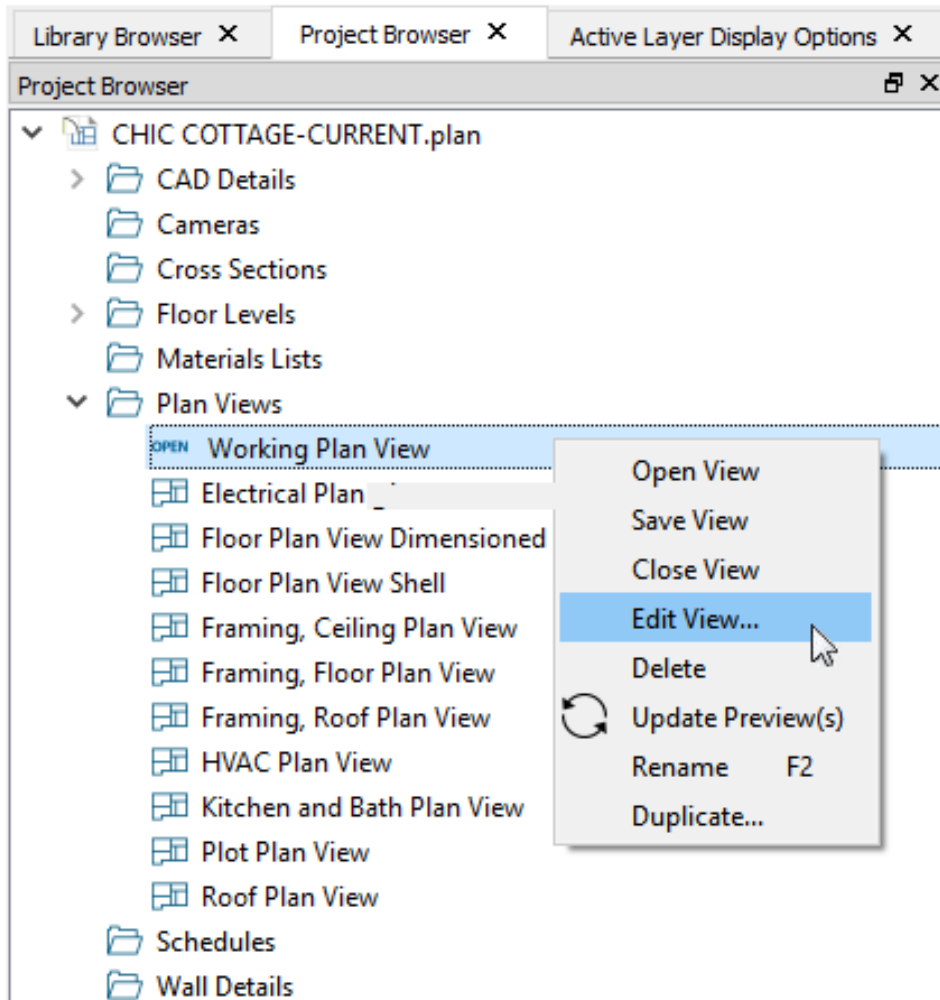 Library Browser Project Browser Active Layer Display Options
Project Browser
CHIC COTTAGE-CURRENT.plan
CAD Details
Cameras
Cross Sections
Floor Levels
Materials Lists
Plan Views
OPEN Working Plan View
Electrical Plan
Floor Plan View Dimensioned
Floor Plan View Shell
Framing, Ceiling Plan View
Framing, Floor Plan View
Framing, Roof Plan View
HVAC Plan View
Kitchen and Bath Plan View
Plot Plan View
Roof Plan View
Schedules
Wall Details
Open View
Save View
Close View
Edit View...
Delete
Update Preview(s)
Rename F2
Duplicate...